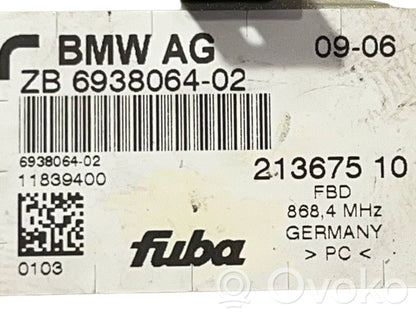 BMW AG 09-06
ZB 6938064-02
6938064-02
11839400
213675 10
FBD
868,4 MHz
GERMANY
> PC <
0103
fuba
Ovoko